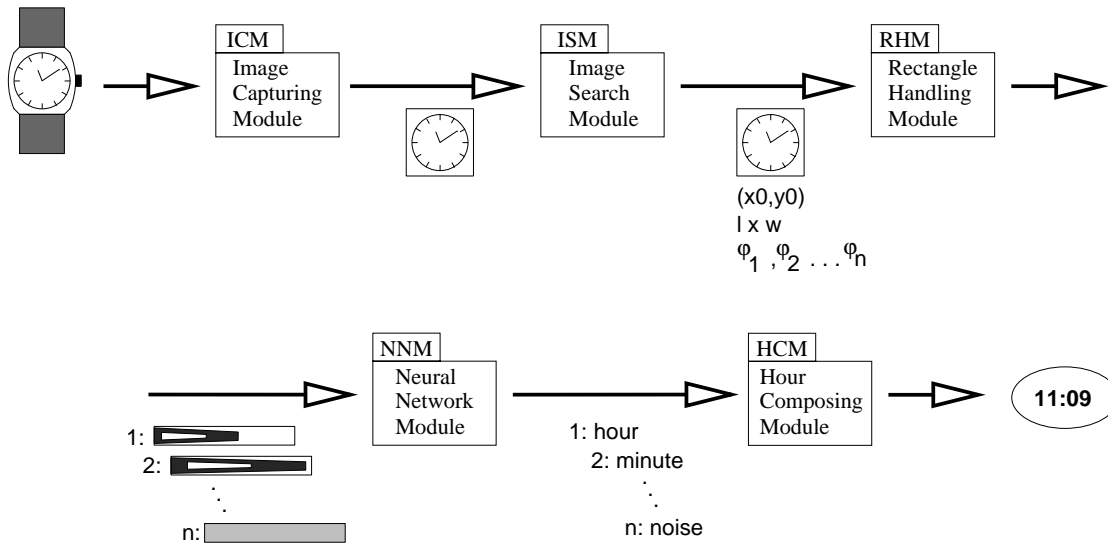 ICM
Image
Capturing
Module
ISM
Image
Search
Module
(x0,y0)
l x w
φ1 ,φ2 . . . φn
RHM
Rectangle
Handling
Module
1:
2:
n:
NNM
Neural
Network
Module
1: hour
2: minute
n: noise
HCM
Hour
Composing
Module
11:09